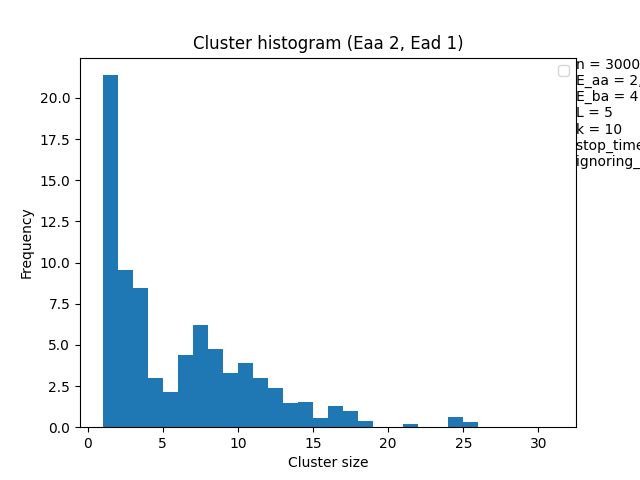 Cluster histogram (Eaa 2, Ead 1)
n = 3000
E_aa = 2,
E_ba = 4
L = 5
k = 10
stop_time
ignoring_
Frequency
20.0
17.5
15.0
12.5
10.0
7.5
5.0
2.5
0.0
0 5 10 15 20 25 30
Cluster size